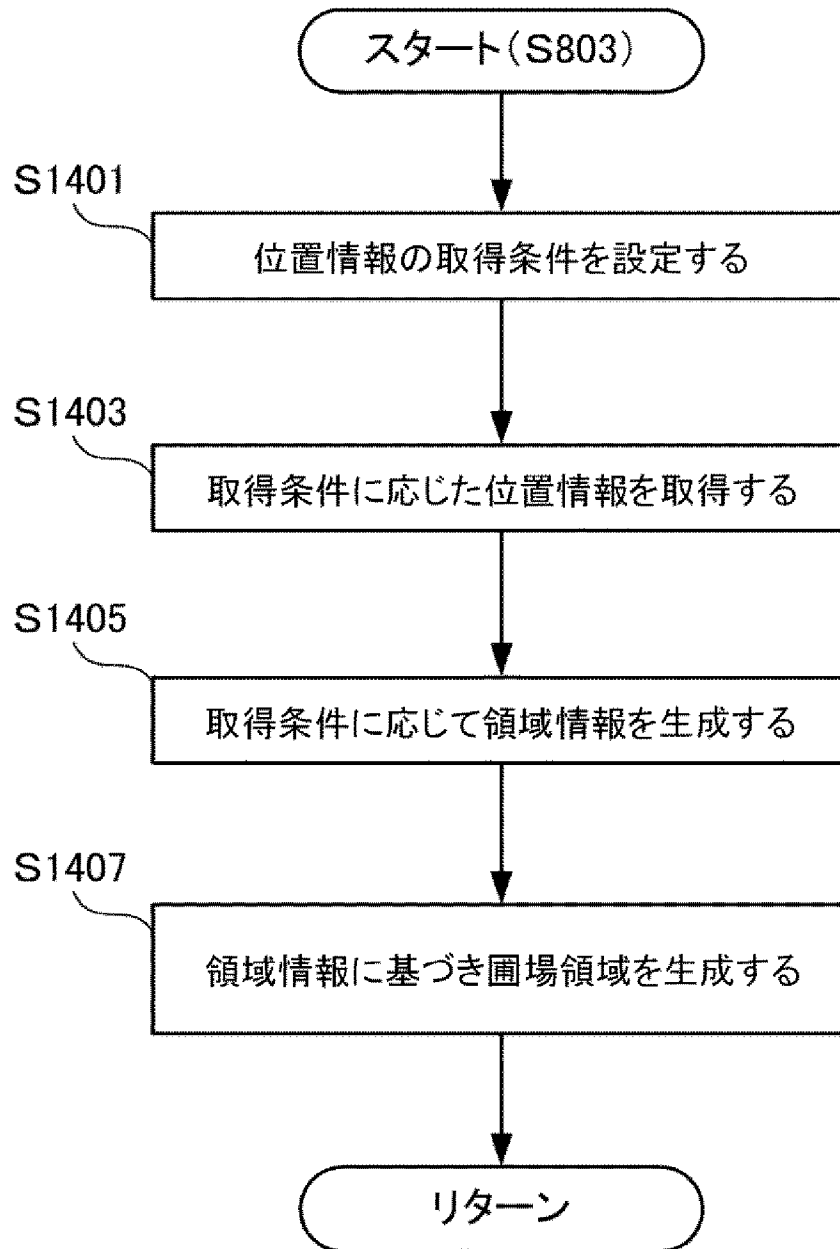 スタート(S803)
S1401
位置情報の取得条件を設定する
S1403
取得条件に応じた位置情報を取得する
S1405
取得条件に応じて領域情報を生成する
S1407
領域情報に基づき圃場領域を生成する
リターン